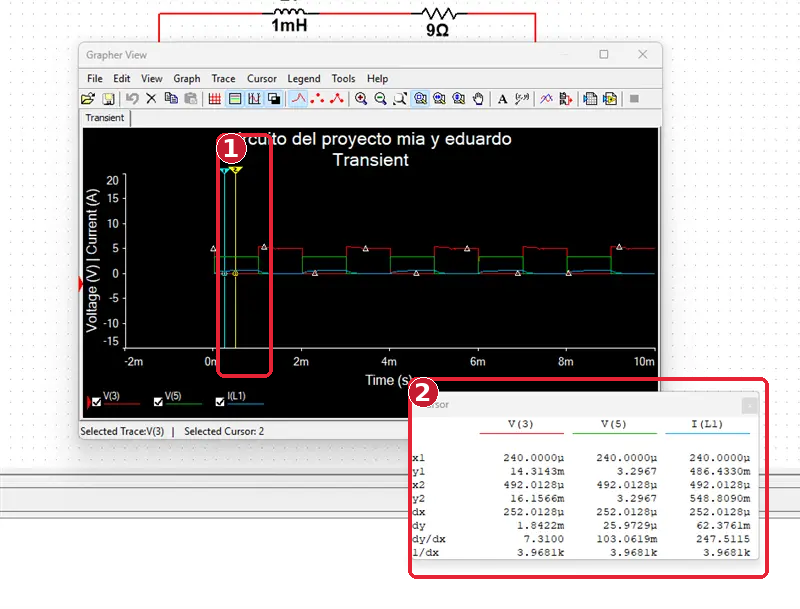 1mH
9Ω
Grapher View
File Edit View Graph Trace Cursor Legend Tools Help
Transient
1
rcuito del proyecto mia y eduardo
Transient
Voltage (V) | Current (A)
20
15
10
5
0
-5
-10
-15
-2m 0m 2m 4m 6m 8m 10m
Time (s)
V(3) V(5) I(L1)
Selected Trace:V(3) | Selected Cursor: 2
2
rsor
V(3) V(5) I(L1)
x1 240.0000µ 240.0000µ 240.0000µ
y1 14.3143m 3.2967 486.4330m
x2 492.0128µ 492.0128µ 492.0128µ
y2 16.1566m 3.2967 548.8090m
dx 252.0128µ 252.0128µ 252.0128µ
dy 1.8422m 25.9729µ 62.3761m
dy/dx 7.3100 103.0619m 247.5115
1/dx 3.9681k 3.9681k 3.9681k